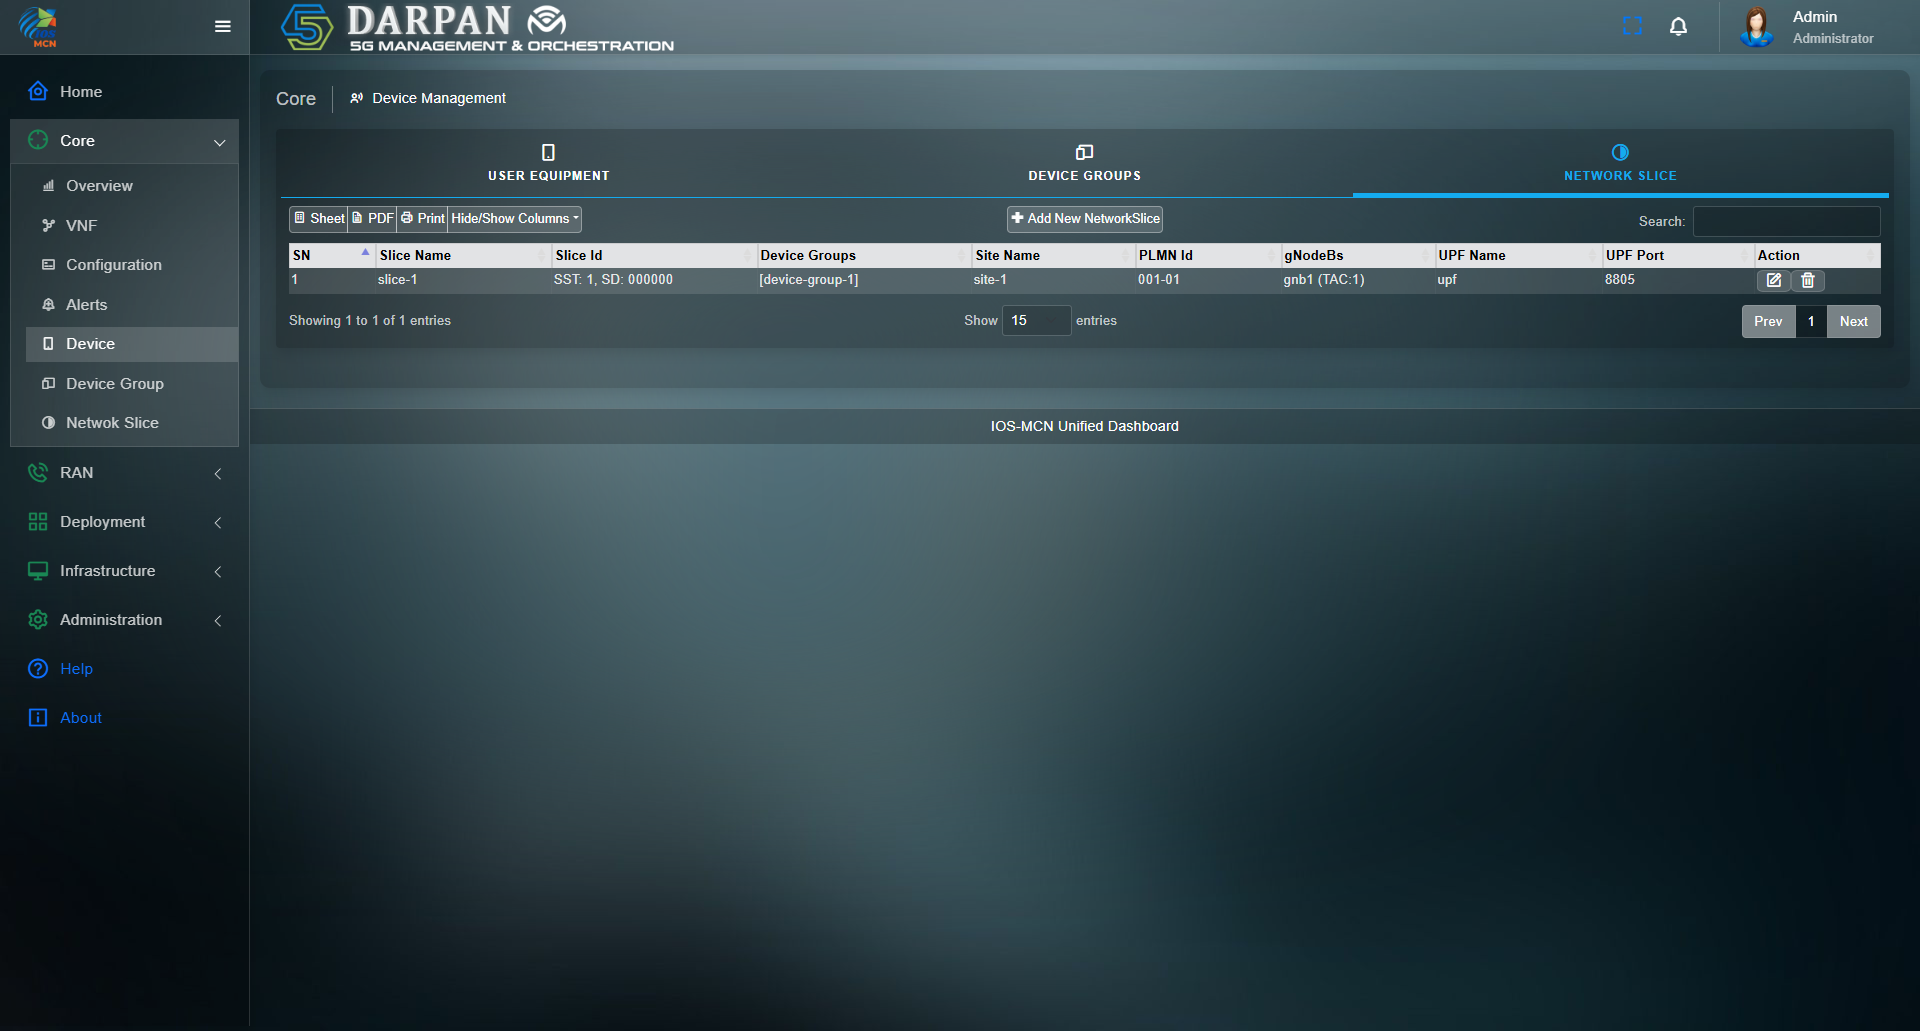 IOS
MCN
DARPAN
5G MANAGEMENT & ORCHESTRATION
Admin
Administrator
Home
Core
Overview
VNF
Configuration
Alerts
Device
Device Group
Netwok Slice
RAN
Deployment
Infrastructure
Administration
Help
About
Core
Device Management
USER EQUIPMENT
DEVICE GROUPS
NETWORK SLICE
Sheet PDF Print Hide/Show Columns
Add New NetworkSlice
Search:
SN Slice Name Slice Id Device Groups Site Name PLMN Id gNodeBs UPF Name UPF Port Action
1 slice-1 SST: 1, SD: 000000 [device-group-1] site-1 001-01 gnb1 (TAC:1) upf 8805
Showing 1 to 1 of 1 entries
Show 15 entries
Prev 1 Next
IOS-MCN Unified Dashboard